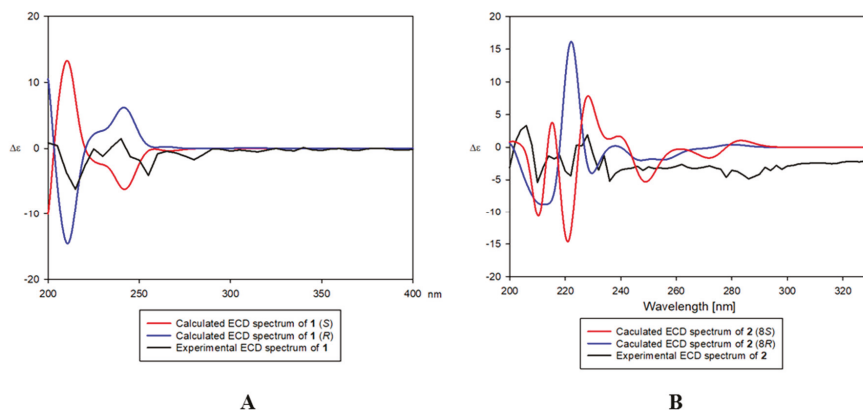 20
10
Δε
0
-10
-20
200
250
300
350
400
nm
Calculated ECD spectrum of 1 (S)
Calculated ECD spectrum of 1 (R)
Experimental ECD spectrum of 1
A
20
15
10
5
Δε
0
-5
-10
-15
-20
200
220
240
260
280
300
320
Wavelength [nm]
Caculated ECD spectrum of 2 (8S)
Caculated ECD spectrum of 2 (8R)
Experimental ECD spectrum of 2
B